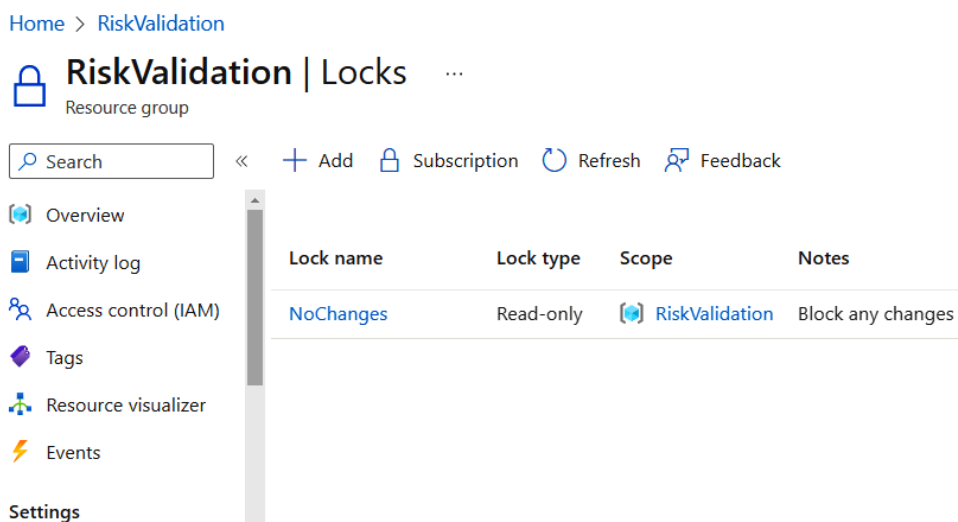 Home > RiskValidation
RiskValidation | Locks ...
Resource group
Search « + Add Subscription Refresh Feedback
Overview
Activity log
Access control (IAM)
Tags
Resource visualizer
Events
Settings
Lock name Lock type Scope Notes
NoChanges Read-only RiskValidation Block any changes